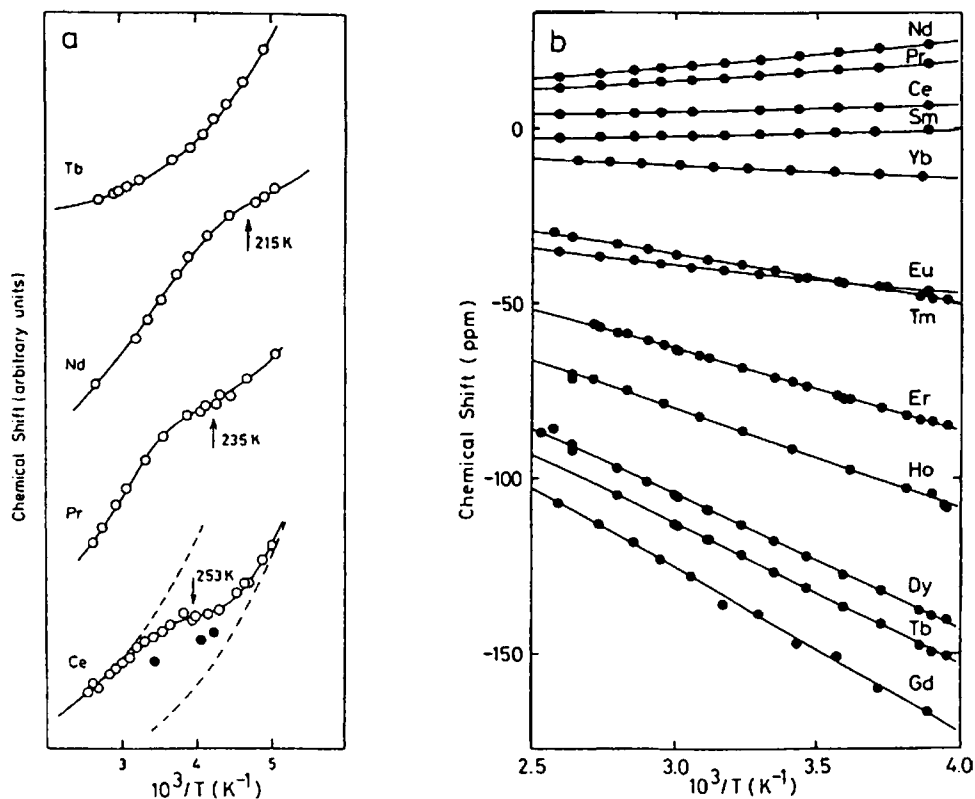 a
Tb
Nd
215 K
Pr
235 K
Ce
253 K
3 4 5
10³/T (K⁻¹)
Chemical Shift (arbitrary units)
b
Nd
Pr
Ce
Sm
Yb
Eu
Tm
Er
Ho
Dy
Tb
Gd
0
-50
-100
-150
2.5 3.0 3.5 4.0
10³/T (K⁻¹)
Chemical Shift (ppm)